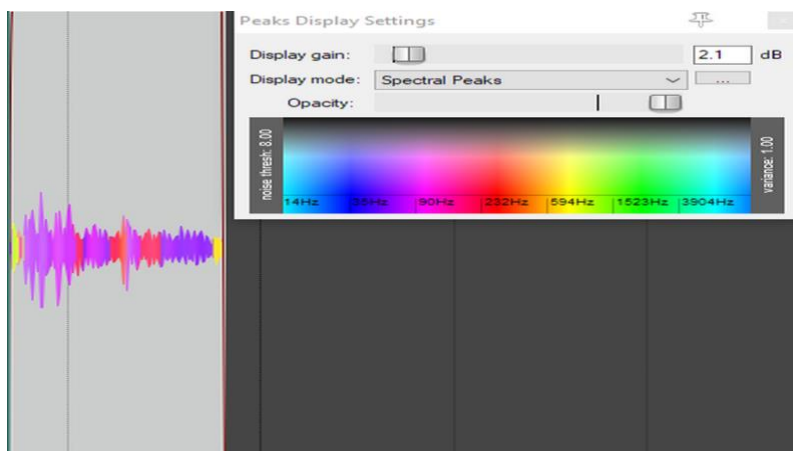 Peaks Display Settings
Display gain: 2.1 dB
Display mode: Spectral Peaks ...
Opacity:
noise thresh: 8.00
14Hz 35Hz 90Hz 232Hz 594Hz 1523Hz 3904Hz
variance: 1.00